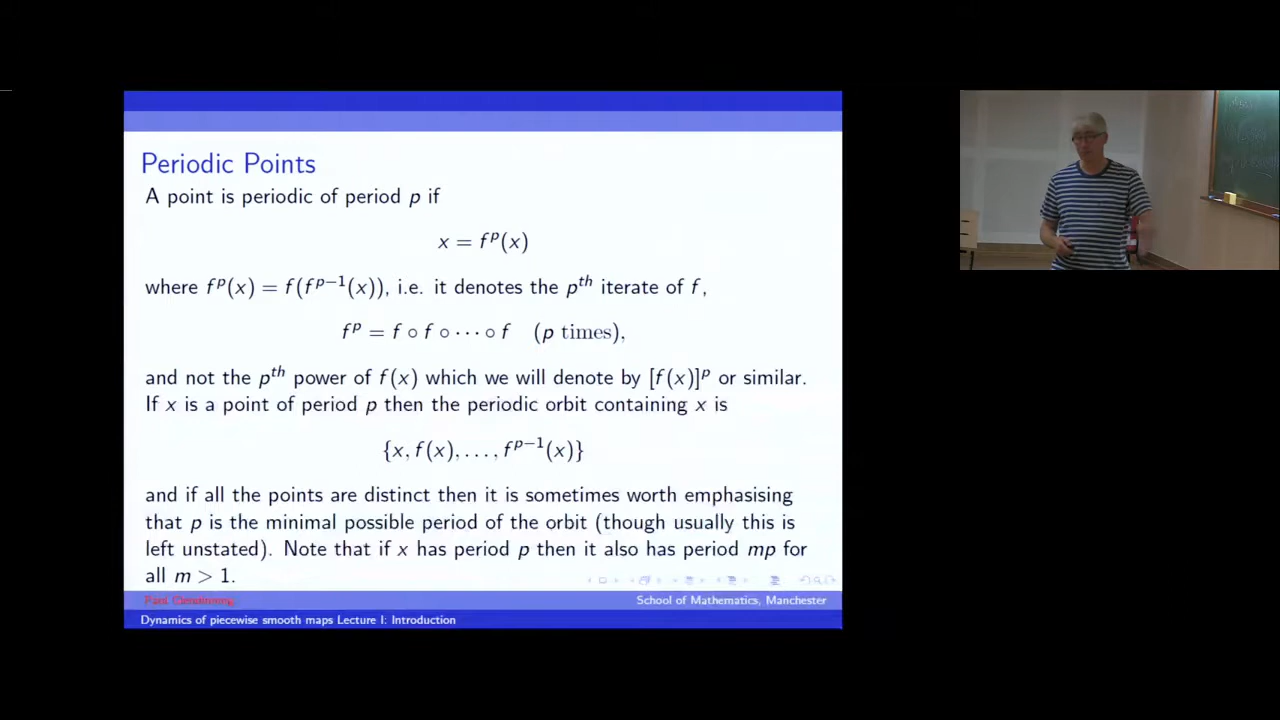 Periodic Points
A point is periodic of period p if
x = f^p(x)
where f^p(x) = f(f^{p−1}(x)), i.e. it denotes the p^{th} iterate of f,
f^p = f ∘ f ∘ ⋯ ∘ f (p times),
and not the p^{th} power of f(x) which we will denote by [f(x)]^p or similar.
If x is a point of period p then the periodic orbit containing x is
{x, f(x), . . . , f^{p−1}(x)}
and if all the points are distinct then it is sometimes worth emphasising
that p is the minimal possible period of the orbit (though usually this is
left unstated). Note that if x has period p then it also has period mp for
all m > 1.
Paul Glendinning
School of Mathematics, Manchester
Dynamics of piecewise smooth maps Lecture I: Introduction